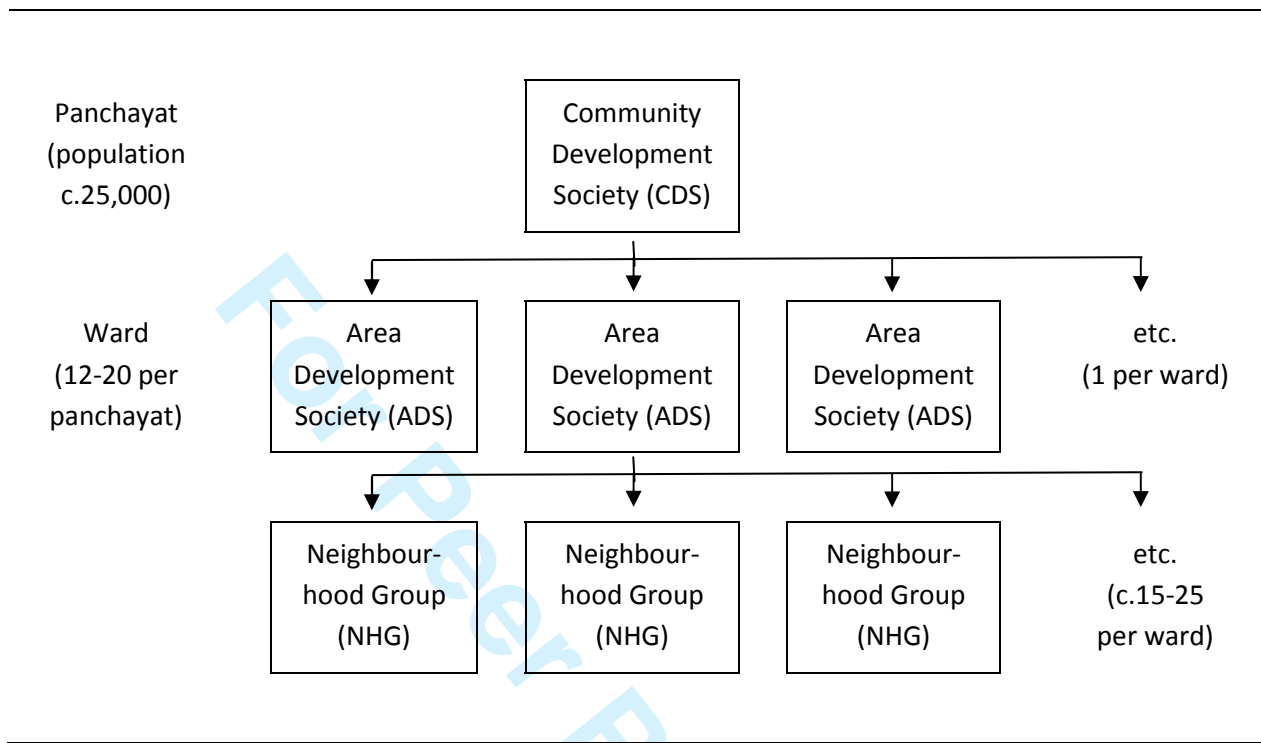 Panchayat
(population
c.25,000)
Community
Development
Society (CDS)
Ward
(12-20 per
panchayat)
Area
Development
Society (ADS)
Area
Development
Society (ADS)
Area
Development
Society (ADS)
etc.
(1 per ward)
Neighbour-
hood Group
(NHG)
Neighbour-
hood Group
(NHG)
Neighbour-
hood Group
(NHG)
etc.
(c.15-25
per ward)
For Peer